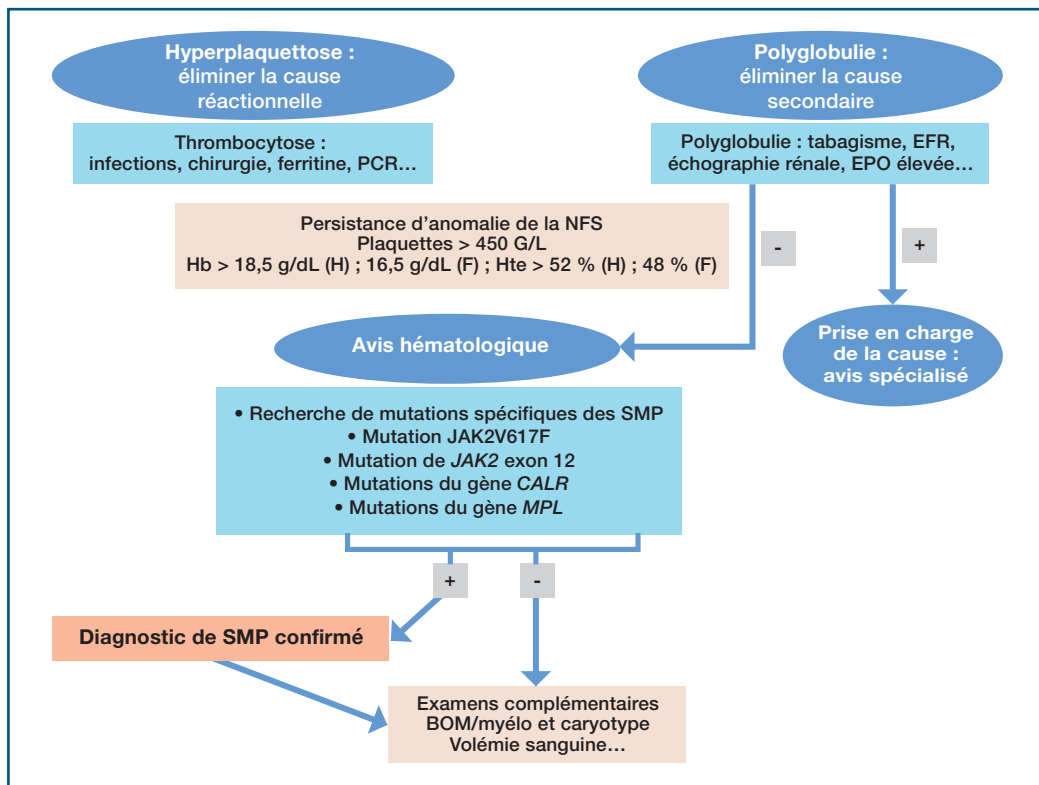 Hyperplaquettose :
éliminer la cause
réactionnelle
Thrombocytose :
infections, chirurgie, ferritine, PCR…
Polyglobulie :
éliminer la cause
secondaire
Polyglobulie : tabagisme, EFR,
échographie rénale, EPO élevée…
Persistance d’anomalie de la NFS
Plaquettes > 450 G/L
Hb > 18,5 g/dL (H) ; 16,5 g/dL (F) ; Hte > 52 % (H) ; 48 % (F)
-
+
Avis hématologique
Prise en charge
de la cause :
avis spécialisé
• Recherche de mutations spécifiques des SMP
• Mutation JAK2V617F
• Mutation de JAK2 exon 12
• Mutations du gène CALR
• Mutations du gène MPL
+
-
Diagnostic de SMP confirmé
Examens complémentaires
BOM/myélo et caryotype
Volémie sanguine…